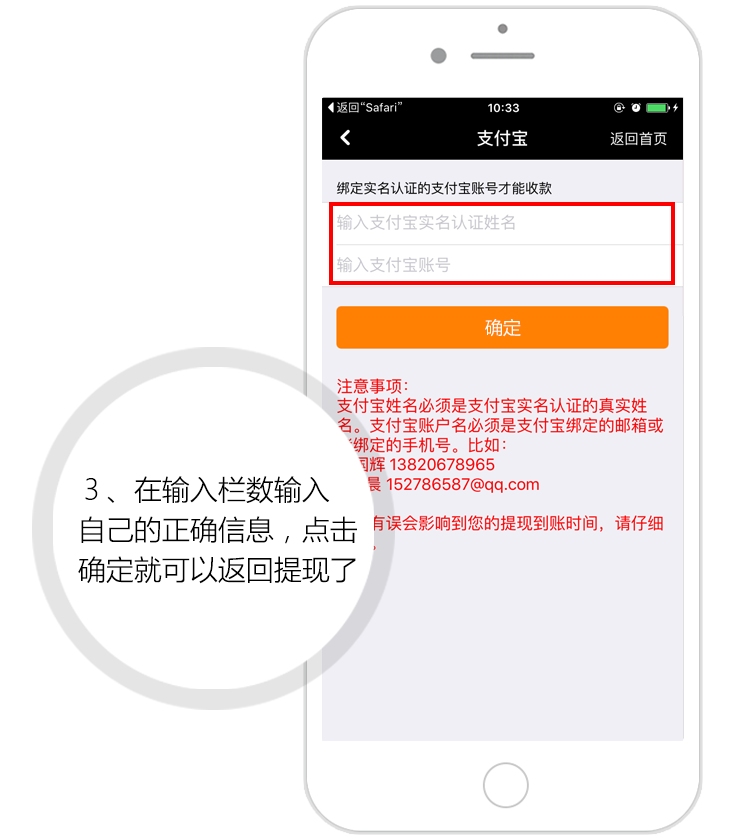 返回“Safari”
10:33
支付宝
返回首页
绑定实名认证的支付宝账号才能收款
输入支付宝实名认证姓名
输入支付宝账号
确定
注意事项：
支付宝姓名必须是支付宝实名认证的真实姓
名。支付宝账户名必须是支付宝绑定的邮箱或
绑定的手机号。比如：
辉 13820678965
晨 152786587@qq.com
有误会影响到您的提现到账时间，请仔细
3、在输入栏数输入
自己的正确信息，点击
确定就可以返回提现了